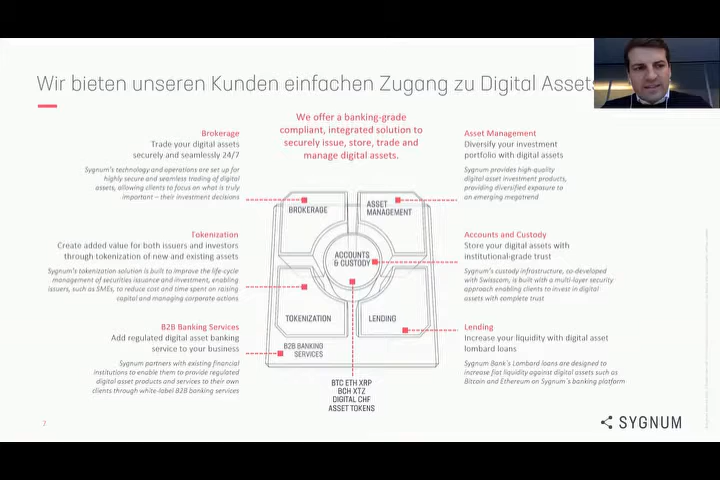 Wir bieten unseren Kunden einfachen Zugang zu Digital Assets
We offer a banking-grade
compliant, integrated solution to
securely issue, store, trade and
manage digital assets.
Brokerage
Trade your digital assets
securely and seamlessly 24/7
Sygnum's technology and operations are set up for
highly secure and seamless trading of digital
assets, allowing clients to focus on what is truly
important – their investment decisions
Tokenization
Create added value for both issuers and investors
through tokenization of new and existing assets
Sygnum's tokenization solution is built to improve the life-cycle
management of securities issuance and investment, enabling
issuers, such as SMEs, to reduce cost and time spent on raising
capital and managing corporate actions
B2B Banking Services
Add regulated digital asset banking
service to your business
Sygnum partners with existing financial
institutions to enable them to provide regulated
digital asset products and services to their own
clients through white-label B2B banking services
BROKERAGE
ASSET
MANAGEMENT
ACCOUNTS
& CUSTODY
TOKENIZATION
LENDING
B2B BANKING
SERVICES
BTC ETH XRP
BCH XTZ
DIGITAL CHF
ASSET TOKENS
Asset Management
Diversify your investment
portfolio with digital assets
Sygnum provides high-quality
digital asset investment products,
providing diversified exposure to
an emerging megatrend
Accounts and Custody
Store your digital assets with
institutional-grade trust
Sygnum's custody infrastructure, co-developed
with Swisscom, is built with a multi-layer security
approach enabling clients to invest in digital
assets with complete trust
Lending
Increase your liquidity with digital asset
lombard loans
Sygnum Bank's Lombard loans are designed to
increase fiat liquidity against digital assets such as
Bitcoin and Ethereum on Sygnum's banking platform
7
SYGNUM